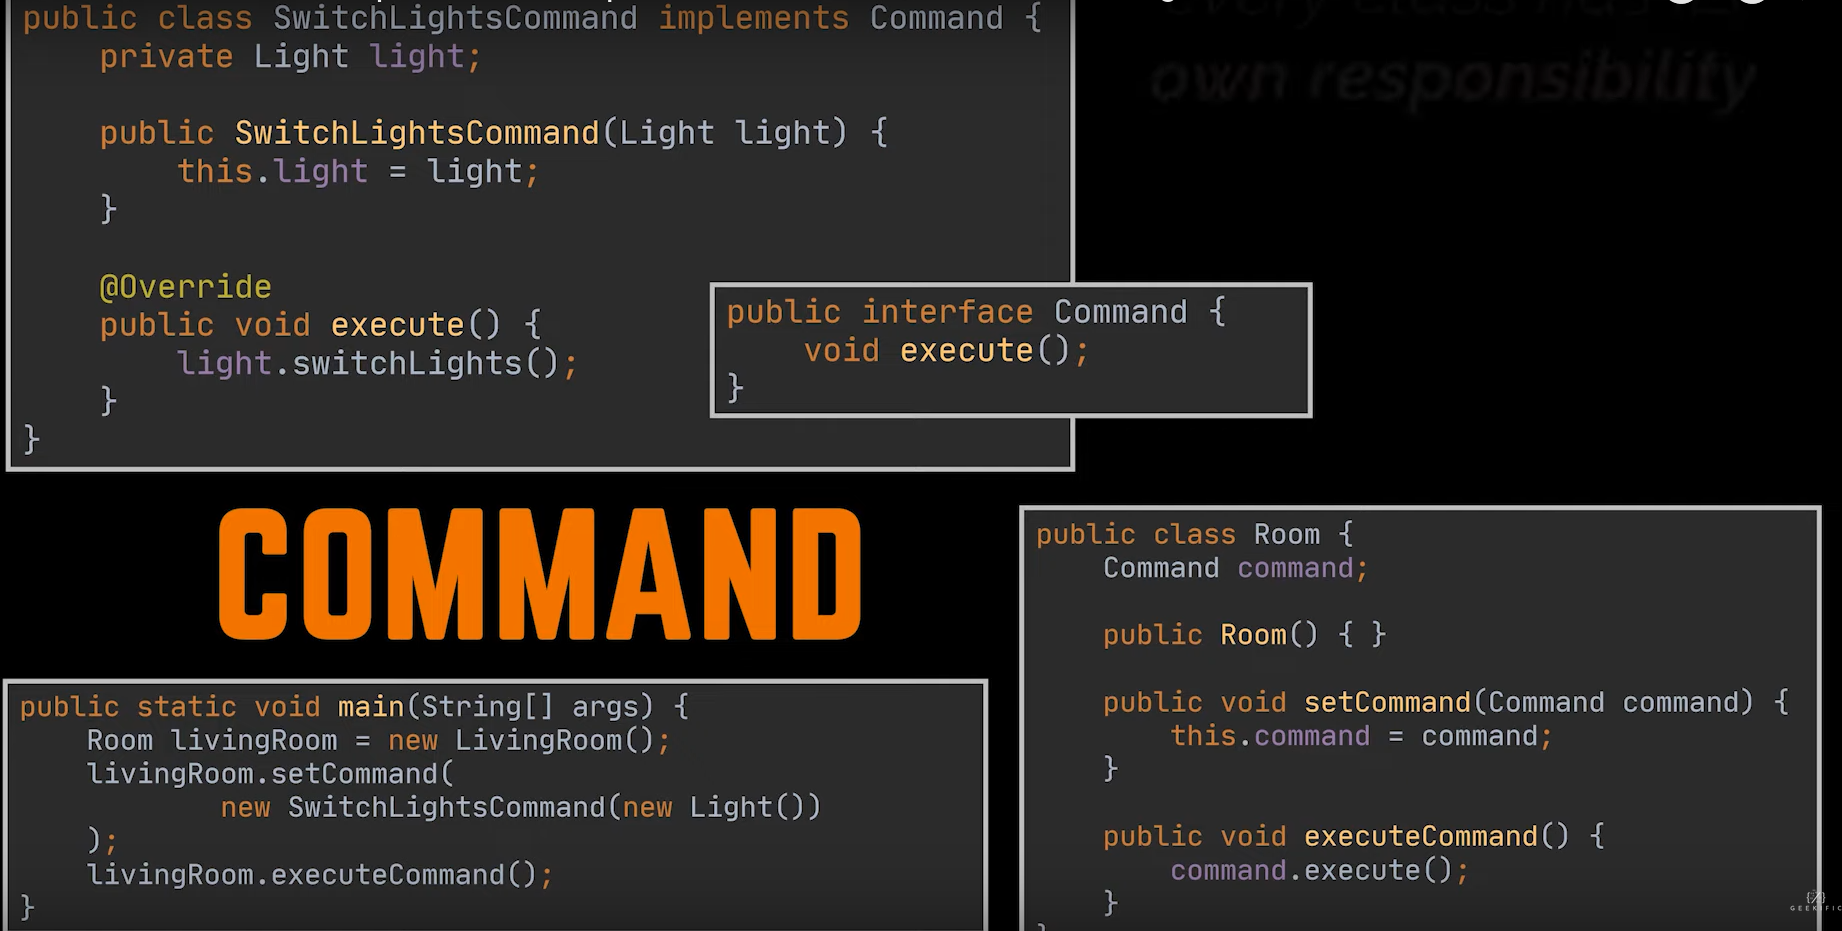 public class SwitchLightsCommand implements Command {
private Light light;
public SwitchLightsCommand(Light light) {
this.light = light;
}
@Override
public void execute() {
light.switchLights();
}
}
own responsibility
public interface Command {
void execute();
}
COMMAND
public static void main(String[] args) {
Room livingRoom = new LivingRoom();
livingRoom.setCommand(
new SwitchLightsCommand(new Light())
);
livingRoom.executeCommand();
}
public class Room {
Command command;
public Room() { }
public void setCommand(Command command) {
this.command = command;
}
public void executeCommand() {
command.execute();
}
GEEKIFIC